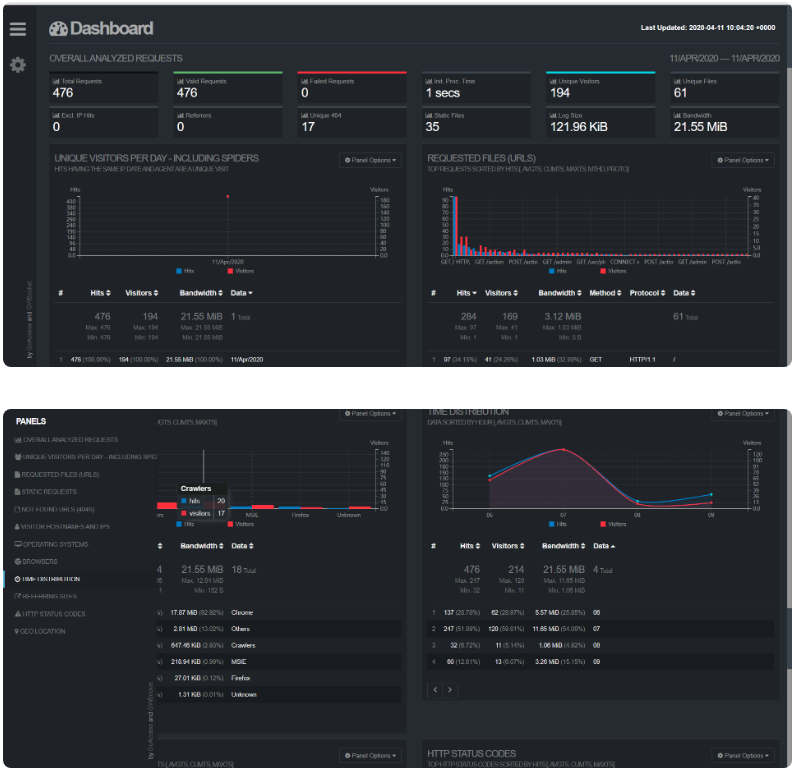 Dashboard
Last Updated: 2020-04-11 10:04:20 +0000
OVERALL ANALYZED REQUESTS
11/APR/2020 — 11/APR/2020
Total Requests Valid Requests Failed Requests Init. Proc. Time Unique Visitors Unique Files
476 476 0 1 secs 194 61
Excl. IP Hits Referrers Unique 404 Static Files Log Size Bandwidth
0 0 17 35 121.96 KiB 21.55 MiB
UNIQUE VISITORS PER DAY - INCLUDING SPIDERS
Panel Options
HITS HAVING THE SAME IP, DATE AND AGENT ARE A UNIQUE VISIT
Hits Visitors
11/Apr/2020
Hits Visitors
# Hits Visitors Bandwidth Data
476 194 21.55 MiB 1 Total
Max. 476 Max. 194 Max. 21.55 MiB
Min. 476 Min. 194 Min. 21.55 MiB
1 476 (100.00%) 194 (100.00%) 21.55 MiB (100.00%) 11/Apr/2020
REQUESTED FILES (URLS)
Panel Options
TOP REQUESTS SORTED BY HITS [, AVGTS, CUMTS, MAXTS, MTHD, PROTO]
Hits Visitors
GET / HTTP, GET /action POST /actio GET /admin CONNECT s POST /actio GET /admin POST /actio
Hits Visitors
# Hits Visitors Bandwidth Method Protocol Data
284 169 3.12 MiB 61 Total
Max. 97 Max. 41 Max. 1.03 MiB
Min. 1 Min. 1 Min. 5 B
1 97 (34.15%) 41 (24.26%) 1.03 MiB (32.99%) GET HTTP/1.1 /
by GoAccess and GWSocket
PANELS
OVERALL ANALYZED REQUESTS
UNIQUE VISITORS PER DAY - INCLUDING SPID
REQUESTED FILES (URLS)
STATIC REQUESTS
NOT FOUND URLS (404S)
VISITOR HOSTNAMES AND IPS
OPERATING SYSTEMS
BROWSERS
TIME DISTRIBUTION
REFERRING SITES
HTTP STATUS CODES
GEO LOCATION
by GoAccess and GWSocket
Panel Options
AVGTS, CUMTS, MAXTS]
Visitors
Crawlers
hits 20
visitors 17
MSIE Firefox Unknown
Hits Visitors
Bandwidth Data
21.55 MiB 18 Total
Max. 12.91 MiB
Min. 152 B
17.87 MiB (82.92%) Chrome
2.81 MiB (13.02%) Others
647.46 KiB (2.93%) Crawlers
218.94 KiB (0.99%) MSIE
27.01 KiB (0.12%) Firefox
1.31 KiB (0.01%) Unknown
Panel Options
TS [, AVGTS, CUMTS, MAXTS]
TIME DISTRIBUTION
Panel Options
DATA SORTED BY HOUR [, AVGTS, CUMTS, MAXTS]
Hits Visitors
06 07 08 09
Hits Visitors
# Hits Visitors Bandwidth Data
476 214 21.55 MiB 4 Total
Max. 247 Max. 128 Max. 11.65 MiB
Min. 32 Min. 11 Min. 1.06 MiB
1 137 (28.78%) 62 (28.97%) 5.57 MiB (25.85%) 06
2 247 (51.89%) 128 (59.81%) 11.65 MiB (54.08%) 07
3 32 (6.72%) 11 (5.14%) 1.06 MiB (4.92%) 08
4 60 (12.61%) 13 (6.07%) 3.26 MiB (15.15%) 09
HTTP STATUS CODES
Panel Options
TOP HTTP STATUS CODES SORTED BY HITS [, AVGTS, CUMTS, MAXTS]